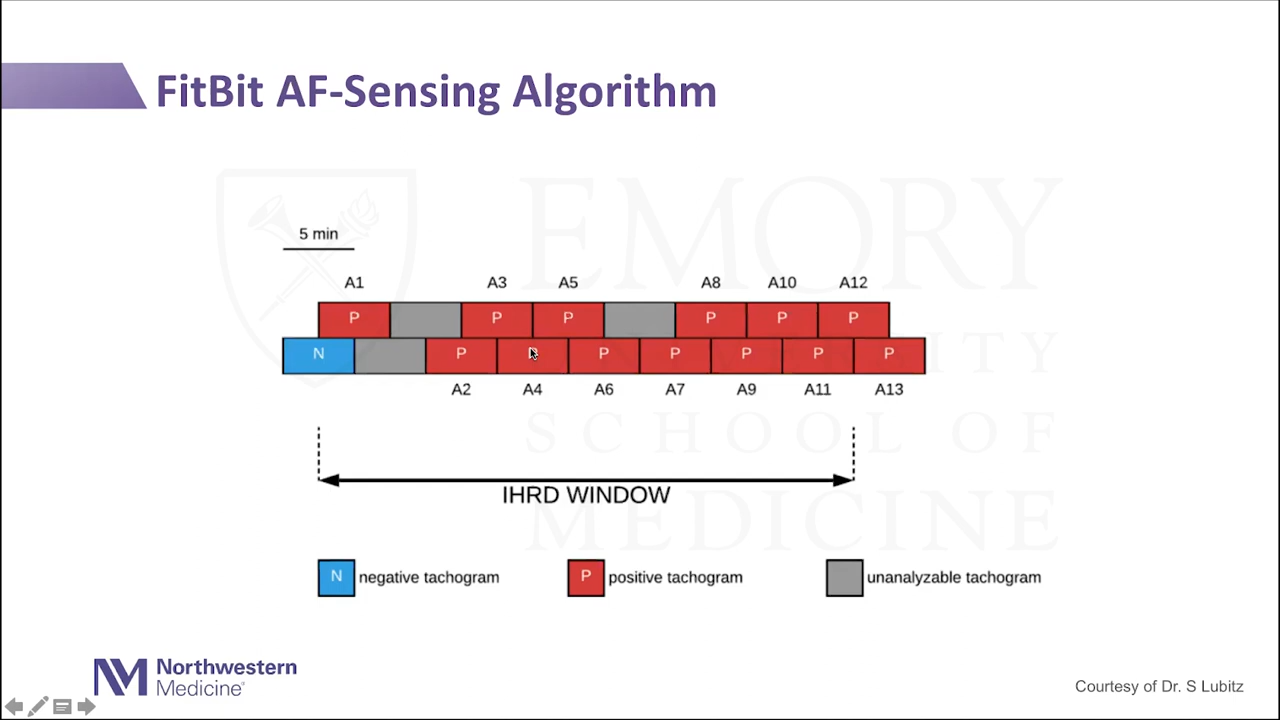 FitBit AF-Sensing Algorithm
EMORY
UNIVERSITY
SCHOOL OF
MEDICINE
5 min
A1 A3 A5 A8 A10 A12
P P P P P P
N P P P P P P P
A2 A4 A6 A7 A9 A11 A13
IHRD WINDOW
N negative tachogram P positive tachogram unanalyzable tachogram
NM Northwestern
Medicine®
Courtesy of Dr. S Lubitz